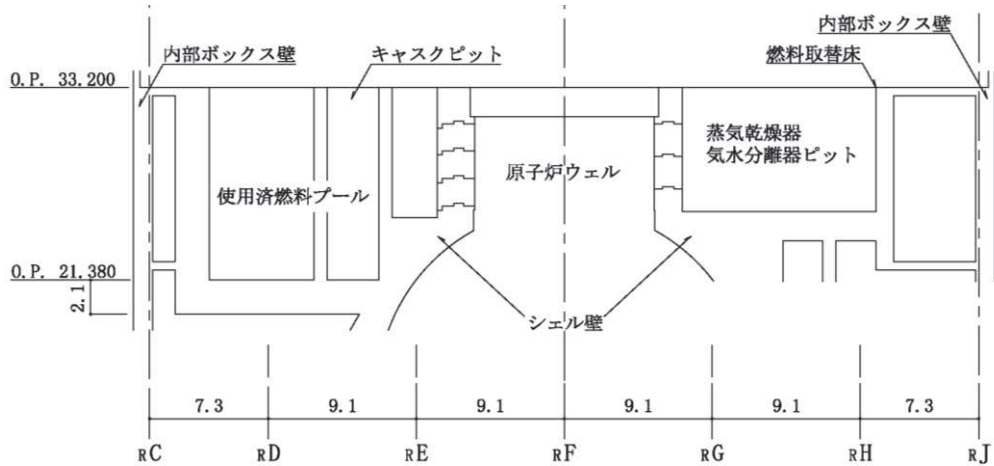 内部ボックス壁
内部ボックス壁
キャスクピット
燃料取替床
O.P. 33.200
蒸気乾燥器
気水分離器ピット
原子炉ウェル
使用済燃料プール
O.P. 21.380
2.1
シェル壁
7.3 9.1 9.1 9.1 9.1 7.3
RC RD RE RF RG RH RJ